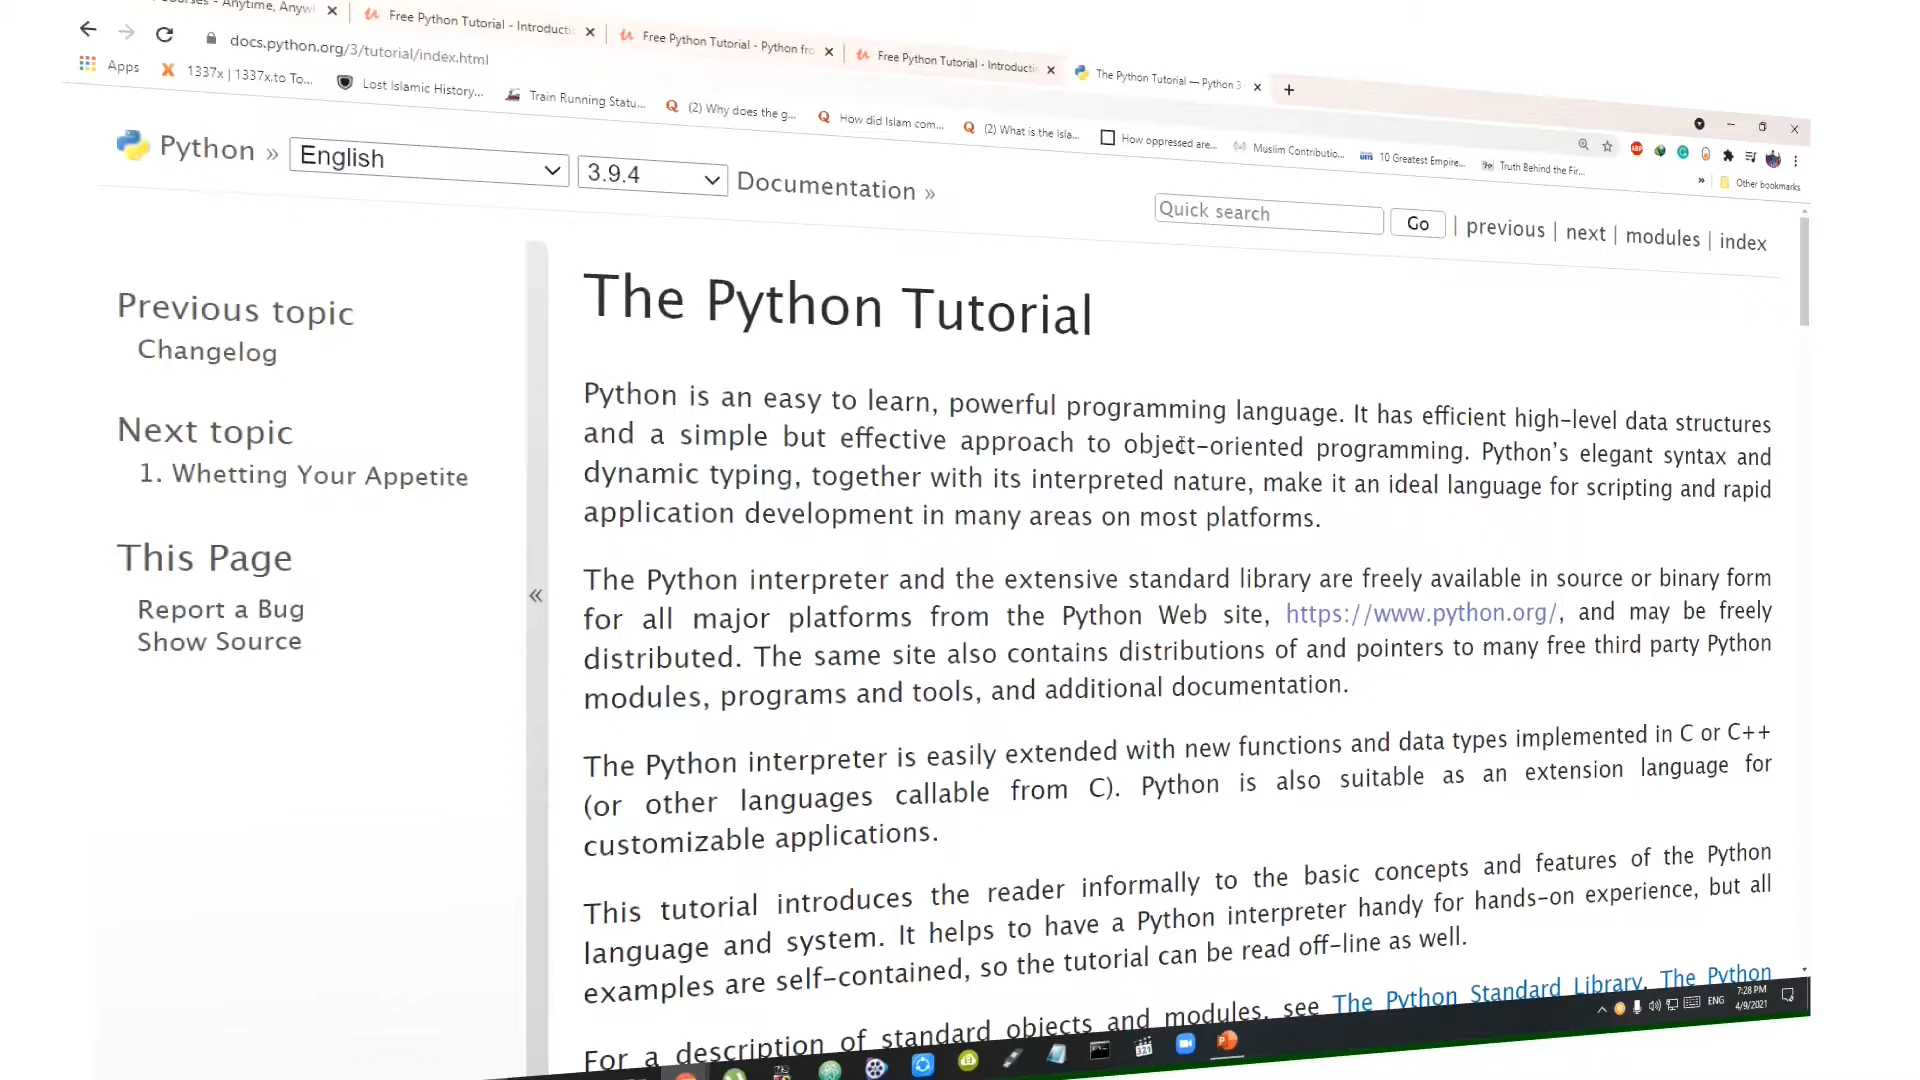 - Anytime, Anyw
Free Python Tutorial - Introducti
Free Python Tutorial - Python fro
Free Python Tutorial - Introducti
The Python Tutorial — Python 3
docs.python.org/3/tutorial/index.html
Apps
1337x | 1337x.to To...
Lost Islamic History...
Train Running Statu...
(2) Why does the g...
How did Islam com...
(2) What is the Isla...
How oppressed are...
Muslim Contributio...
10 Greatest Empire...
Truth Behind the Fir...
Other bookmarks
Python »
English
3.9.4
Documentation »
Quick search
Go
| previous | next | modules | index
Previous topic
Changelog
Next topic
1. Whetting Your Appetite
This Page
Report a Bug
Show Source
«
The Python Tutorial
Python is an easy to learn, powerful programming language. It has efficient high-level data structures
and a simple but effective approach to object-oriented programming. Python's elegant syntax and
dynamic typing, together with its interpreted nature, make it an ideal language for scripting and rapid
application development in many areas on most platforms.
The Python interpreter and the extensive standard library are freely available in source or binary form
for all major platforms from the Python Web site, https://www.python.org/, and may be freely
distributed. The same site also contains distributions of and pointers to many free third party Python
modules, programs and tools, and additional documentation.
The Python interpreter is easily extended with new functions and data types implemented in C or C++
(or other languages callable from C). Python is also suitable as an extension language for
customizable applications.
This tutorial introduces the reader informally to the basic concepts and features of the Python
language and system. It helps to have a Python interpreter handy for hands-on experience, but all
examples are self-contained, so the tutorial can be read off-line as well.
For a description of standard objects and modules, see The Python Standard Library. The Python
ENG
7:28 PM
4/9/2021
321